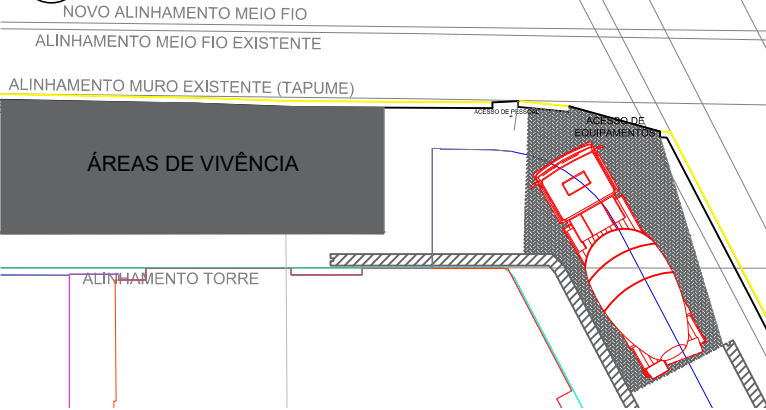 NOVO ALINHAMENTO MEIO FIO
ALINHAMENTO MEIO FIO EXISTENTE
ALINHAMENTO MURO EXISTENTE (TAPUME)
ACESSO DE PESSOAL
ACESSO DE
EQUIPAMENTOS
ÁREAS DE VIVÊNCIA
ALINHAMENTO TORRE